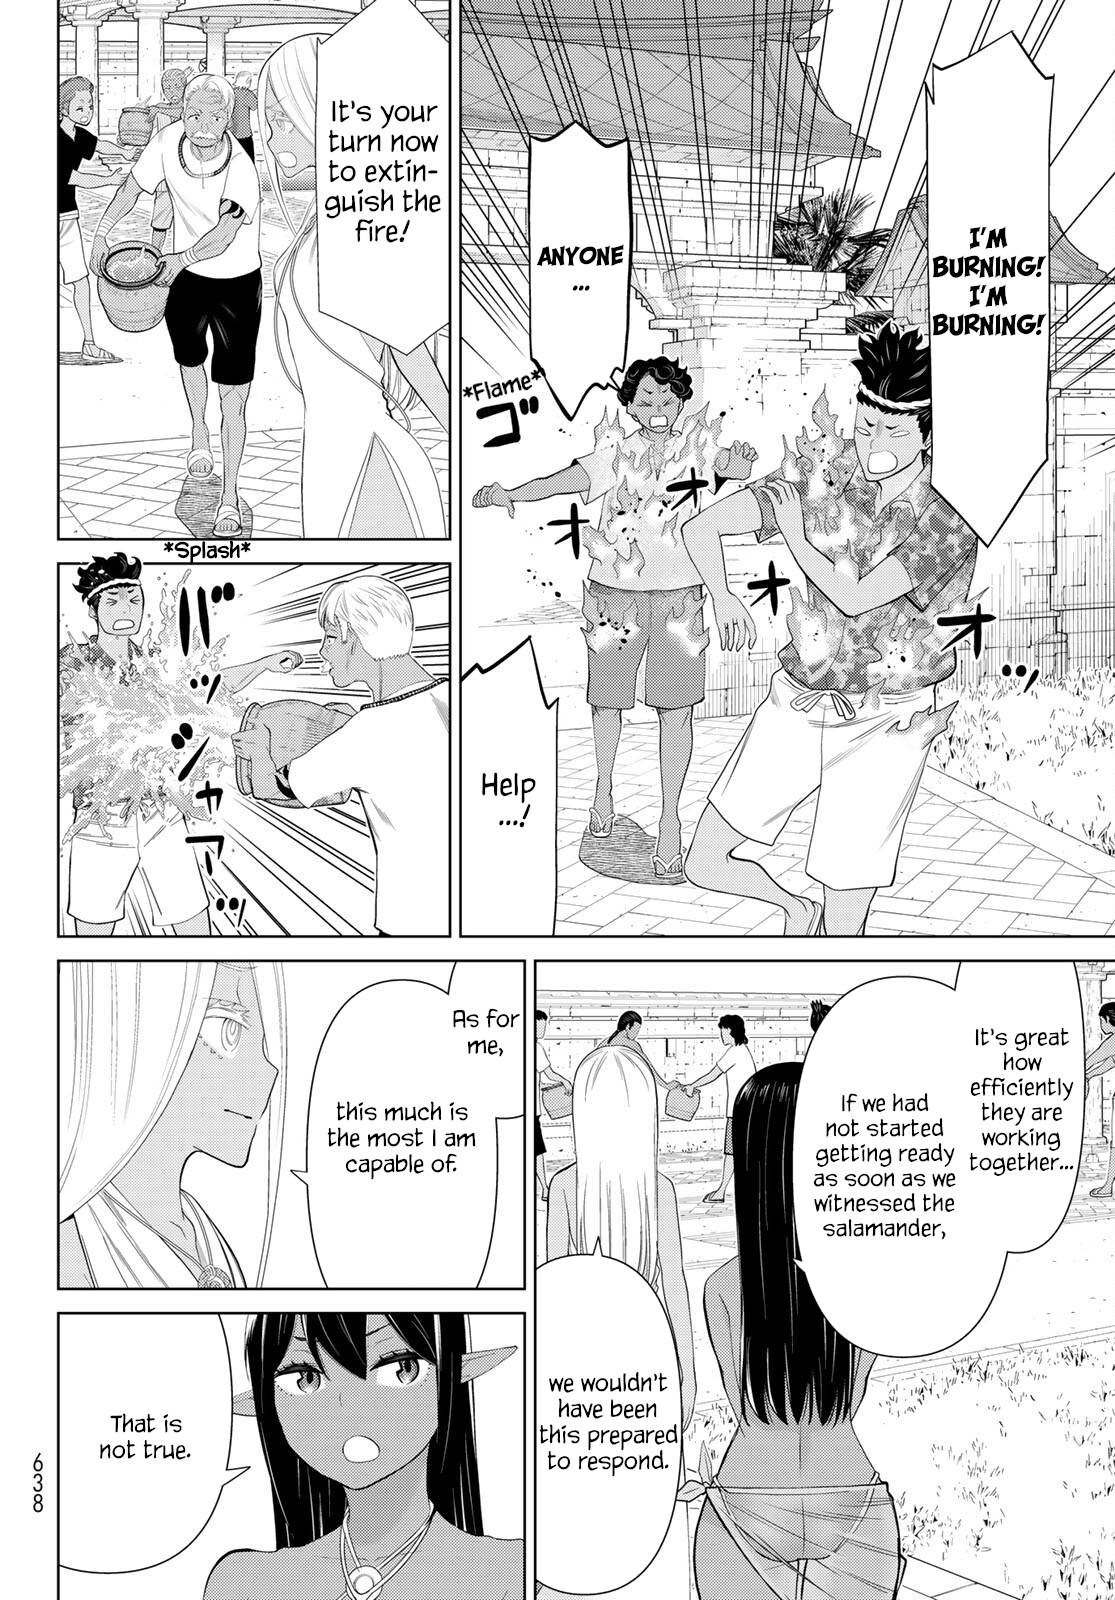 I'M
BURNING!
I'M
BURNING!
ANYONE
...
*Flame*
ゴ
オ
オ
オ
オ
ッ
Help
....!
It's your
turn now
to extin-
guish the
fire!
*Splash*
バ
シ
ャ
ア
ッ
It's great
how
efficiently
they are
working
together...
If we had
not started
getting ready
as soon as we
witnessed the
salamander,
we wouldn't
have been
this prepared
to respond.
As for
me,
this much is
the most I am
capable of.
That is
not true.
638